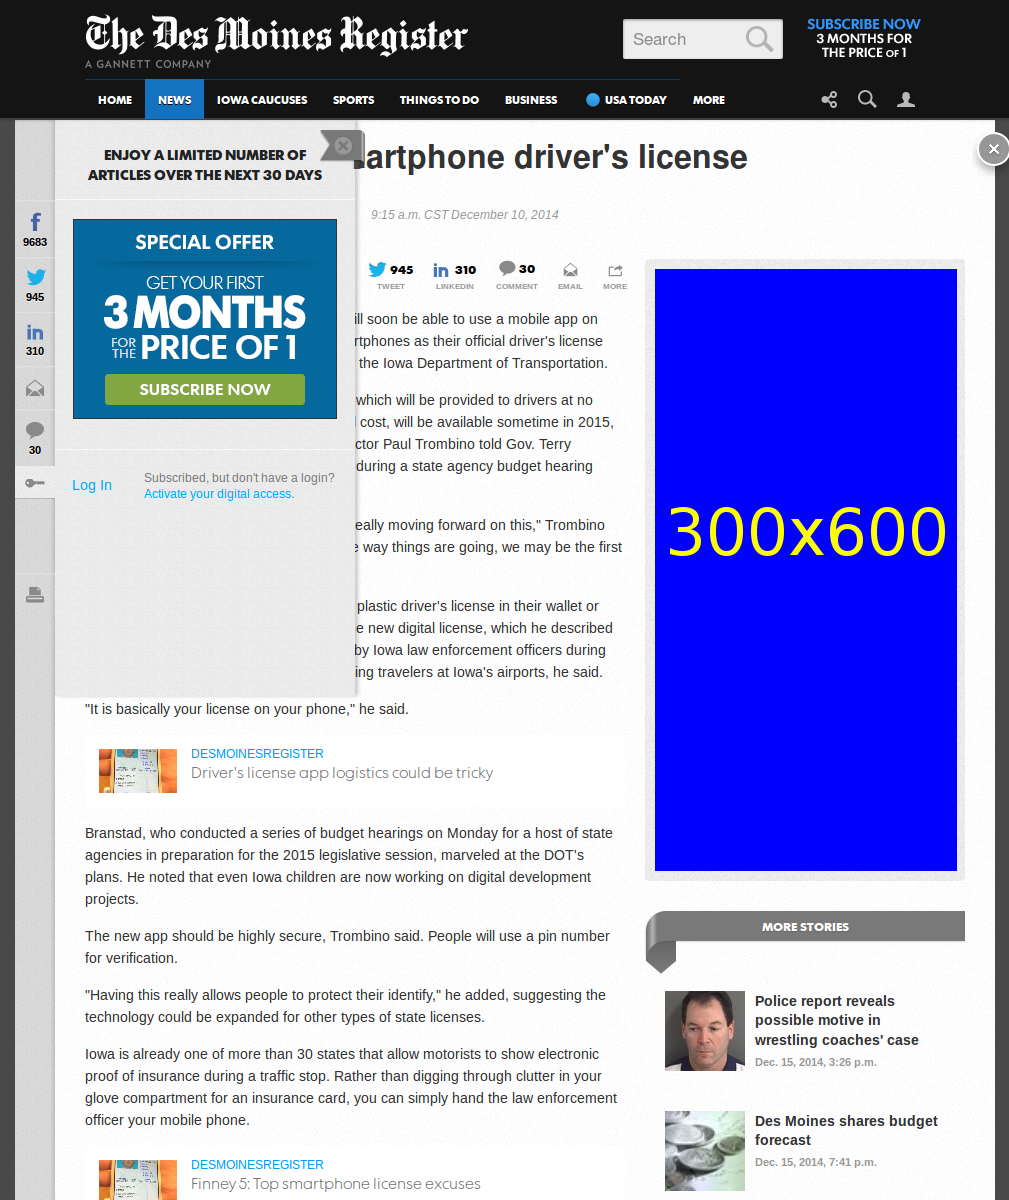 The Des Moines Register
A GANNETT COMPANY
Search
SUBSCRIBE NOW
3 MONTHS FOR
THE PRICE OF 1
HOME NEWS IOWA CAUCUSES SPORTS THINGS TO DO BUSINESS USA TODAY MORE
ENJOY A LIMITED NUMBER OF
ARTICLES OVER THE NEXT 30 DAYS
artphone driver's license
9:15 a.m. CST December 10, 2014
9683
945
310
30
SPECIAL OFFER
GET YOUR FIRST
3 MONTHS
FOR THE PRICE OF 1
SUBSCRIBE NOW
Log In
Subscribed, but don't have a login?
Activate your digital access.
945 TWEET
310 LINKEDIN
30 COMMENT
EMAIL
MORE
ill soon be able to use a mobile app on
rtphones as their official driver's license
the Iowa Department of Transportation.
which will be provided to drivers at no
cost, will be available sometime in 2015,
ctor Paul Trombino told Gov. Terry
during a state agency budget hearing
eally moving forward on this," Trombino
e way things are going, we may be the first
plastic driver's license in their wallet or
e new digital license, which he described
by Iowa law enforcement officers during
ing travelers at Iowa's airports, he said.
"It is basically your license on your phone," he said.
DESMOINESREGISTER
Driver's license app logistics could be tricky
Branstad, who conducted a series of budget hearings on Monday for a host of state
agencies in preparation for the 2015 legislative session, marveled at the DOT's
plans. He noted that even Iowa children are now working on digital development
projects.
The new app should be highly secure, Trombino said. People will use a pin number
for verification.
"Having this really allows people to protect their identify," he added, suggesting the
technology could be expanded for other types of state licenses.
Iowa is already one of more than 30 states that allow motorists to show electronic
proof of insurance during a traffic stop. Rather than digging through clutter in your
glove compartment for an insurance card, you can simply hand the law enforcement
officer your mobile phone.
DESMOINESREGISTER
Finney 5: Top smartphone license excuses
300x600
MORE STORIES
Police report reveals
possible motive in
wrestling coaches' case
Dec. 15, 2014, 3:26 p.m.
Des Moines shares budget
forecast
Dec. 15, 2014, 7:41 p.m.